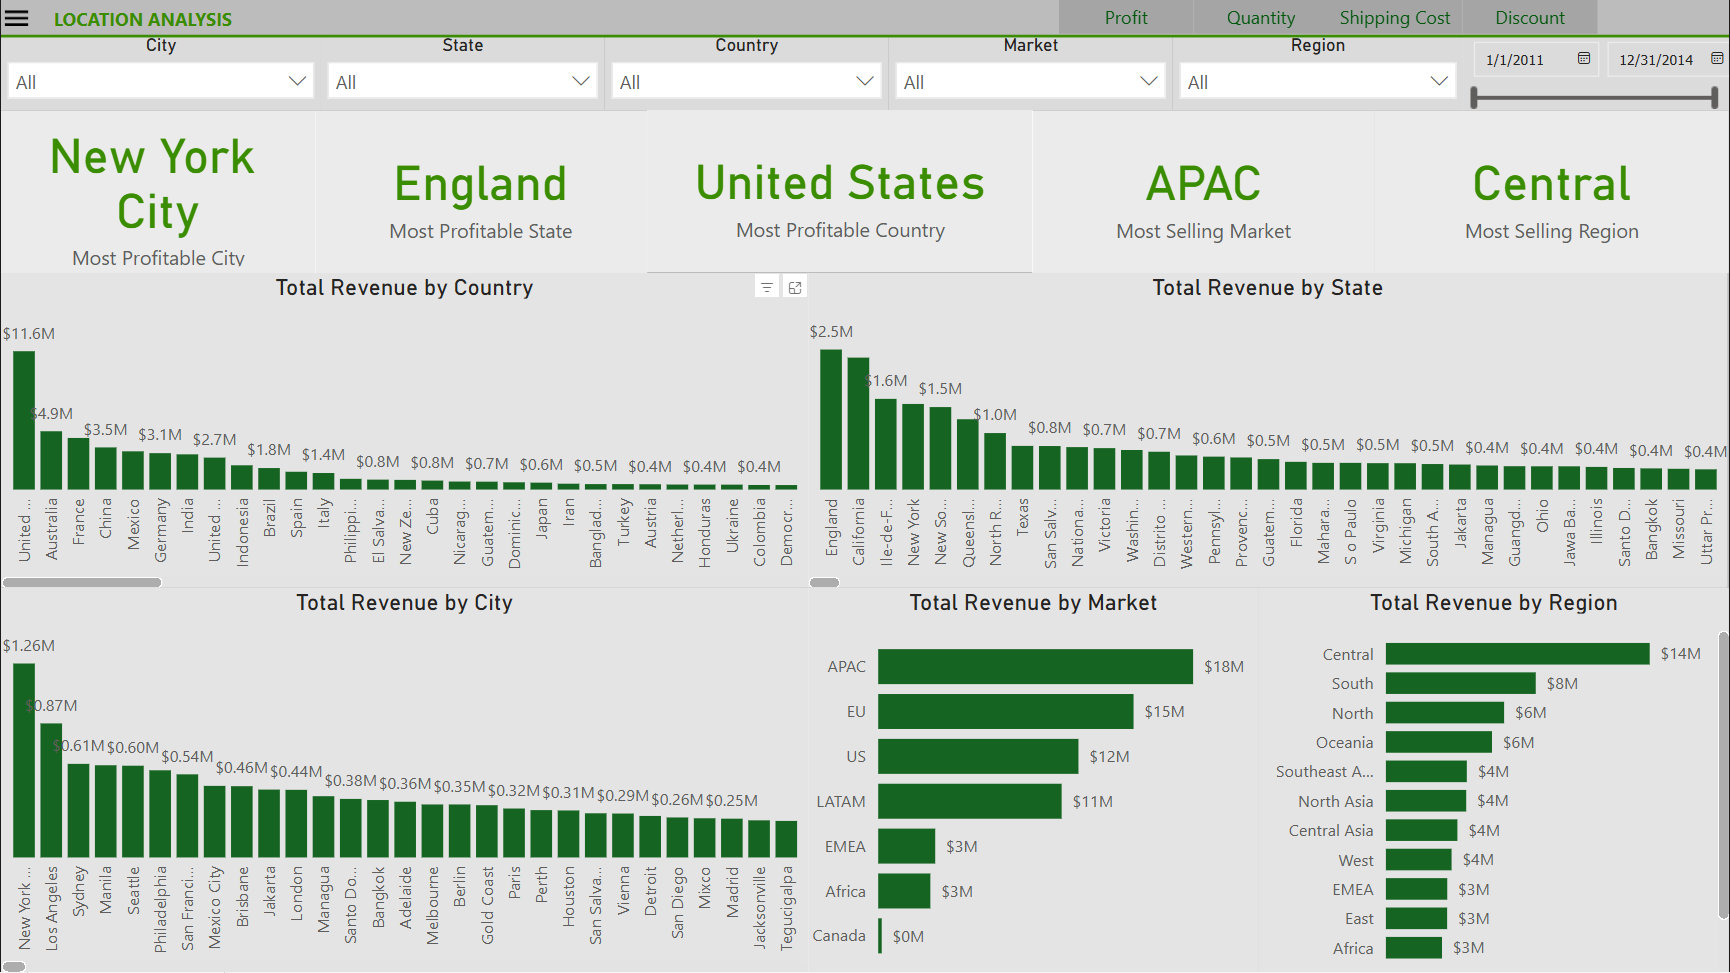 LOCATION ANALYSIS
Profit
Quantity
Shipping Cost
Discount
City
State
Country
Market
Region
All
All
All
All
All
1/1/2011
12/31/2014
New York
City
Most Profitable City
England
Most Profitable State
United States
Most Profitable Country
APAC
Most Selling Market
Central
Most Selling Region
Total Revenue by Country
$11.6M
$4.9M
$3.5M
$3.1M
$2.7M
$1.8M
$1.4M
$0.8M
$0.8M
$0.7M
$0.6M
$0.5M
$0.4M
$0.4M
$0.4M
United ...
Australia
France
China
Mexico
Germany
India
United ...
Indonesia
Brazil
Spain
Italy
Philippi...
El Salva...
New Ze...
Cuba
Nicarag...
Guatem...
Dominic...
Japan
Iran
Banglad...
Turkey
Austria
Netherl...
Honduras
Ukraine
Colombia
Democr...
Total Revenue by State
$2.5M
$1.6M
$1.5M
$1.0M
$0.8M
$0.7M
$0.7M
$0.6M
$0.5M
$0.5M
$0.5M
$0.5M
$0.4M
$0.4M
$0.4M
$0.4M
$0.4M
England
California
Ile-de-F...
New York
New So...
Queensl...
North R...
Texas
San Salv...
Nationa...
Victoria
Washin...
Distrito ...
Western...
Pennsyl...
Provenc...
Guatem...
Florida
Mahara...
S o Paulo
Virginia
Michigan
South A...
Jakarta
Managua
Guangd...
Ohio
Jawa Ba...
Illinois
Santo D...
Bangkok
Missouri
Uttar Pr...
Total Revenue by City
$1.26M
$0.87M
$0.61M
$0.60M
$0.54M
$0.46M
$0.44M
$0.38M
$0.36M
$0.35M
$0.32M
$0.31M
$0.29M
$0.26M
$0.25M
New York ...
Los Angeles
Sydney
Manila
Seattle
Philadelphia
San Franci...
Mexico City
Brisbane
Jakarta
London
Managua
Santo Do...
Bangkok
Adelaide
Melbourne
Berlin
Gold Coast
Paris
Perth
Houston
San Salva...
Vienna
Detroit
San Diego
Mixco
Madrid
Jacksonville
Tegucigalpa
Total Revenue by Market
APAC $18M
EU $15M
US $12M
LATAM $11M
EMEA $3M
Africa $3M
Canada $0M
Total Revenue by Region
Central $14M
South $8M
North $6M
Oceania $6M
Southeast A... $4M
North Asia $4M
Central Asia $4M
West $4M
EMEA $3M
East $3M
Africa $3M